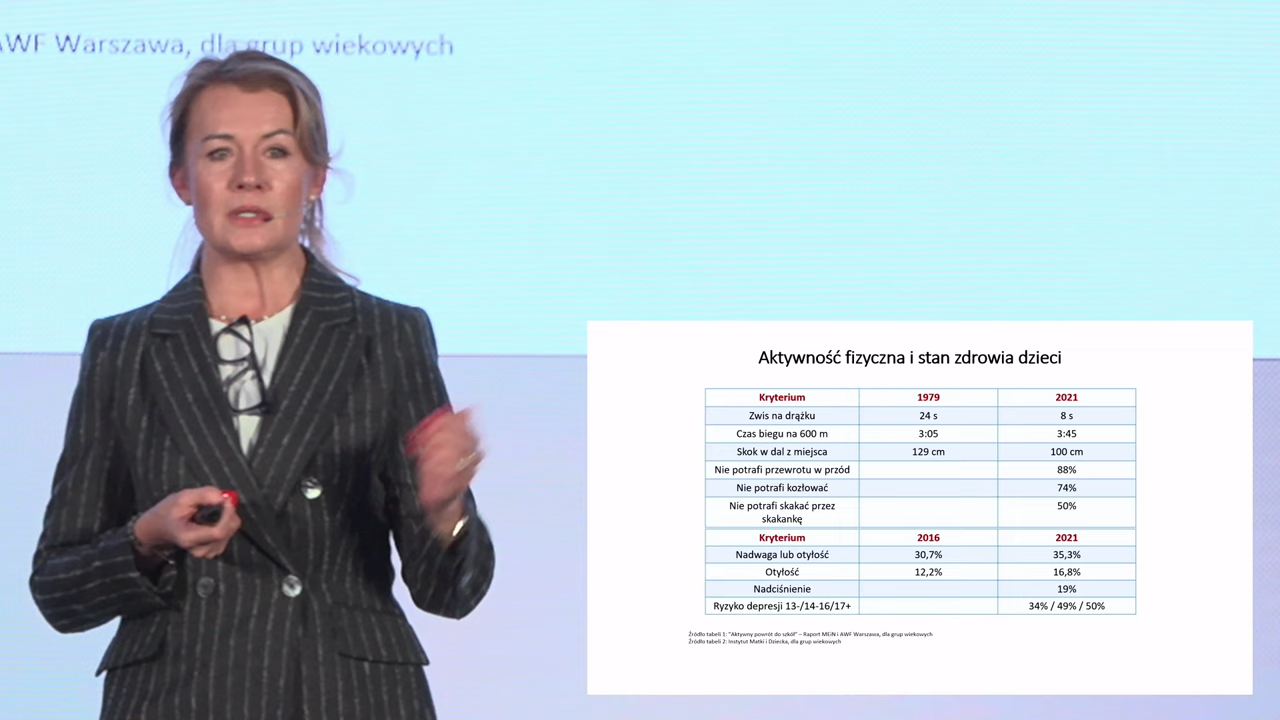 AWF Warszawa, dla grup wiekowych
Aktywność fizyczna i stan zdrowia dzieci
Kryterium 1979 2021
Zwis na drążku 24 s 8 s
Czas biegu na 600 m 3:05 3:45
Skok w dal z miejsca 129 cm 100 cm
Nie potrafi przewrotu w przód 88%
Nie potrafi kozłować 74%
Nie potrafi skakać przez 50%
skakankę
Kryterium 2016 2021
Nadwaga lub otyłość 30,7% 35,3%
Otyłość 12,2% 16,8%
Nadciśnienie 19%
Ryzyko depresji 13-/14-16/17+ 34% / 49% / 50%
Źródło tabeli 1: "Aktywny powrót do szkół" – Raport MEiN i AWF Warszawa, dla grup wiekowych
Źródło tabeli 2: Instytut Matki i Dziecka, dla grup wiekowych